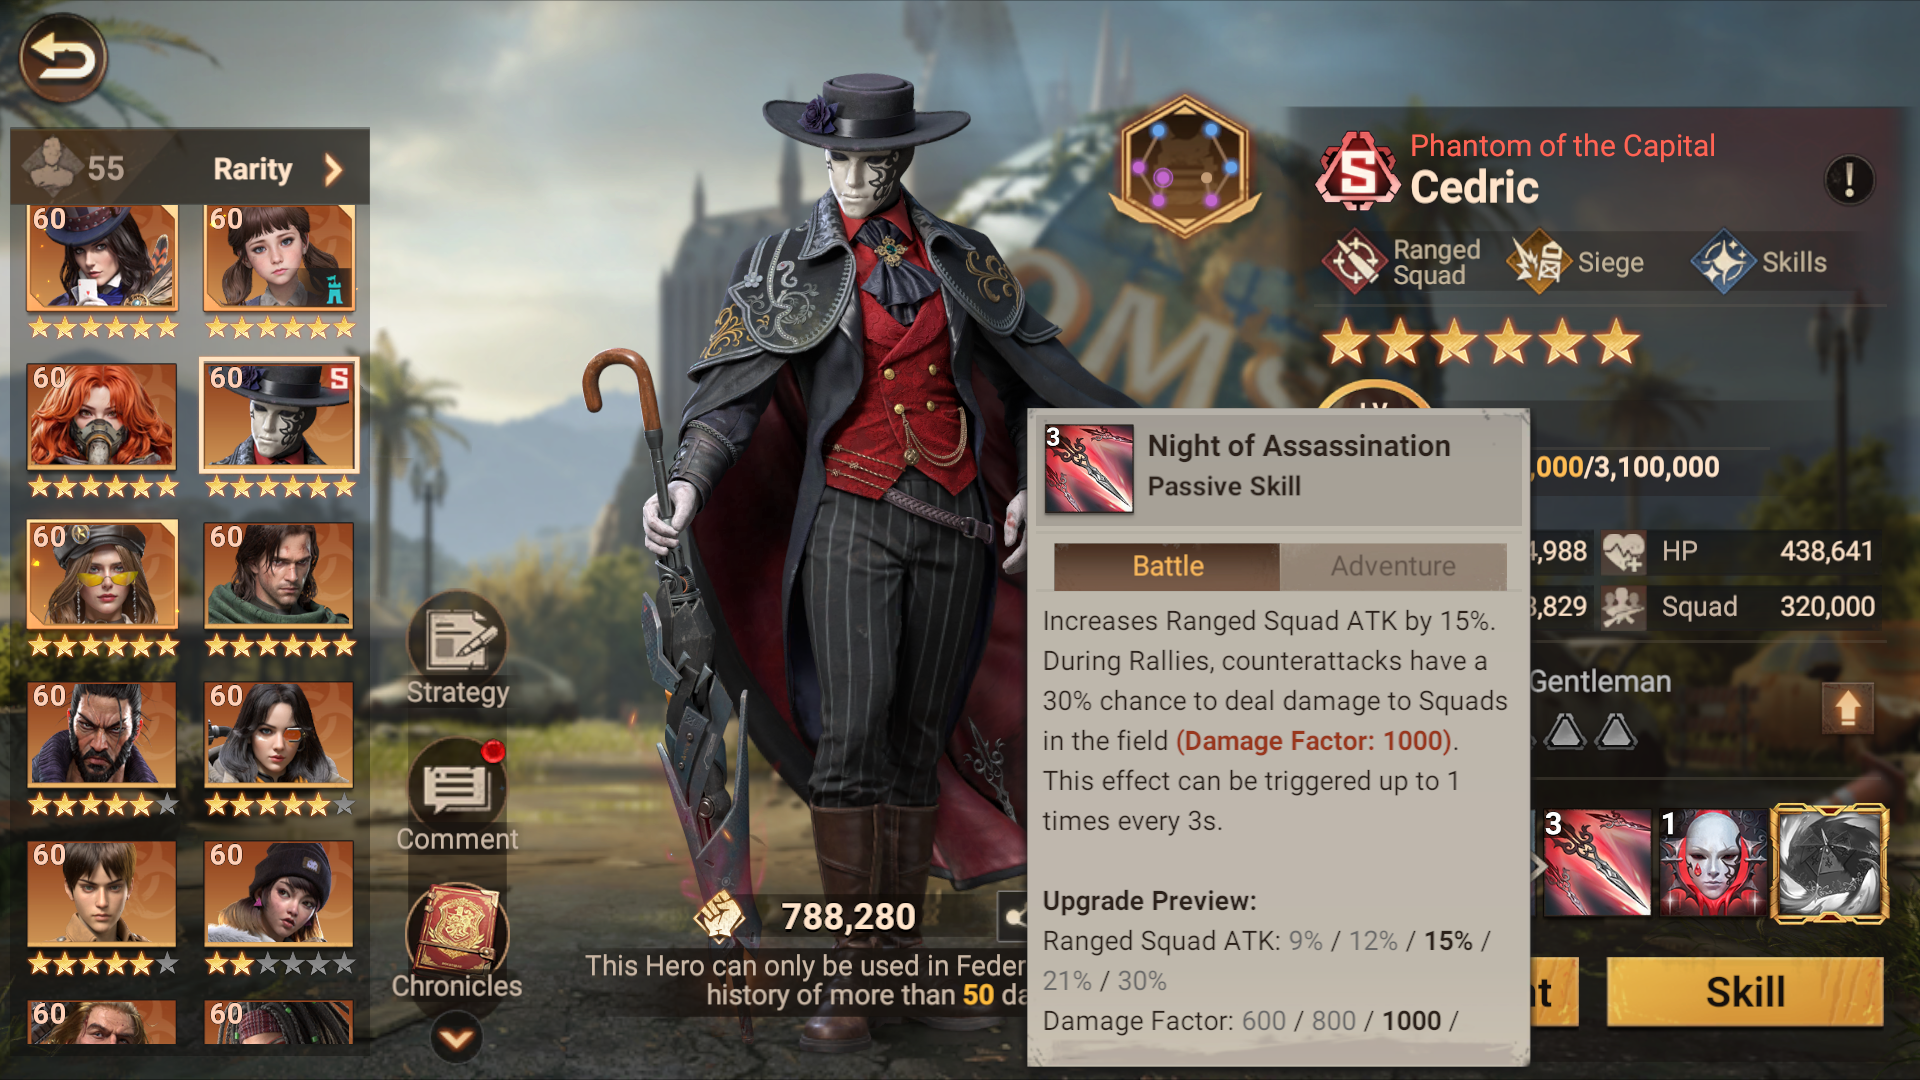 55
Rarity
60
60
60
60
S
60
60
60
60
60
60
60
60
Strategy
Comment
Chronicles
788,280
This Hero can only be used in Feder
history of more than 50 da
S
Phantom of the Capital
Cedric
!
Ranged
Squad
Siege
Skills
,000/3,100,000
,988
HP
438,641
,829
Squad
320,000
Gentleman
3
1
Skill
3
Night of Assassination
Passive Skill
Battle
Adventure
Increases Ranged Squad ATK by 15%.
During Rallies, counterattacks have a
30% chance to deal damage to Squads
in the field (Damage Factor: 1000).
This effect can be triggered up to 1
times every 3s.
Upgrade Preview:
Ranged Squad ATK: 9% / 12% / 15% /
21% / 30%
Damage Factor: 600 / 800 / 1000 /